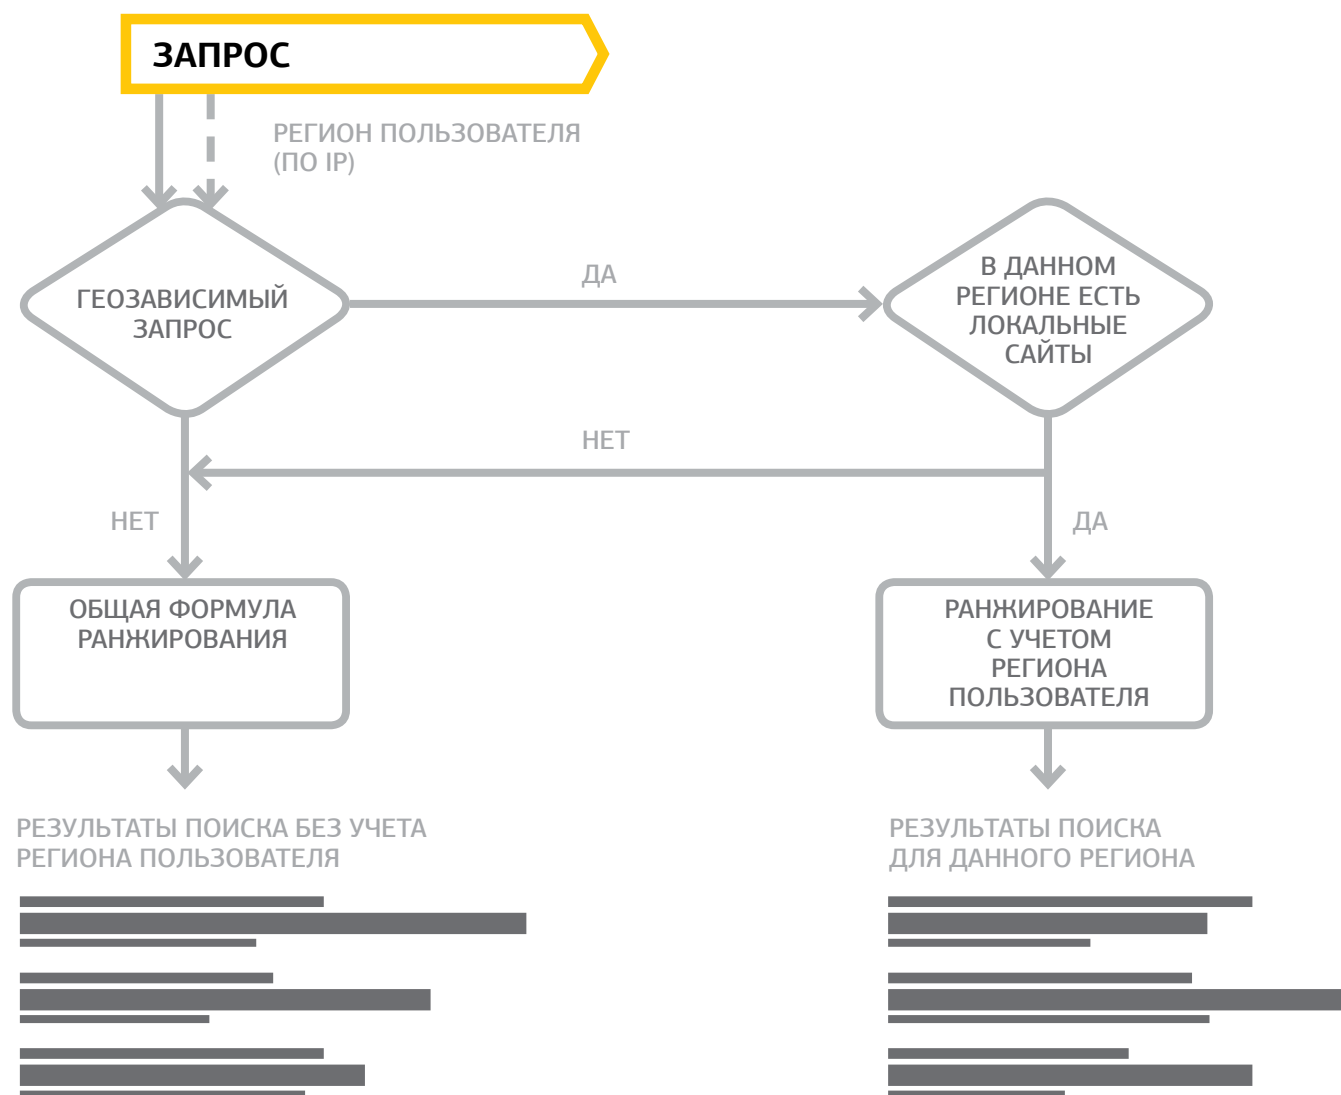 ЗАПРОС
РЕГИОН ПОЛЬЗОВАТЕЛЯ
(ПО IP)
ГЕОЗАВИСИМЫЙ
ЗАПРОС
ДА
В ДАННОМ
РЕГИОНЕ ЕСТЬ
ЛОКАЛЬНЫЕ
САЙТЫ
НЕТ
НЕТ
ДА
ОБЩАЯ ФОРМУЛА
РАНЖИРОВАНИЯ
РАНЖИРОВАНИЕ
С УЧЕТОМ
РЕГИОНА
ПОЛЬЗОВАТЕЛЯ
РЕЗУЛЬТАТЫ ПОИСКА БЕЗ УЧЕТА
РЕГИОНА ПОЛЬЗОВАТЕЛЯ
РЕЗУЛЬТАТЫ ПОИСКА
ДЛЯ ДАННОГО РЕГИОНА